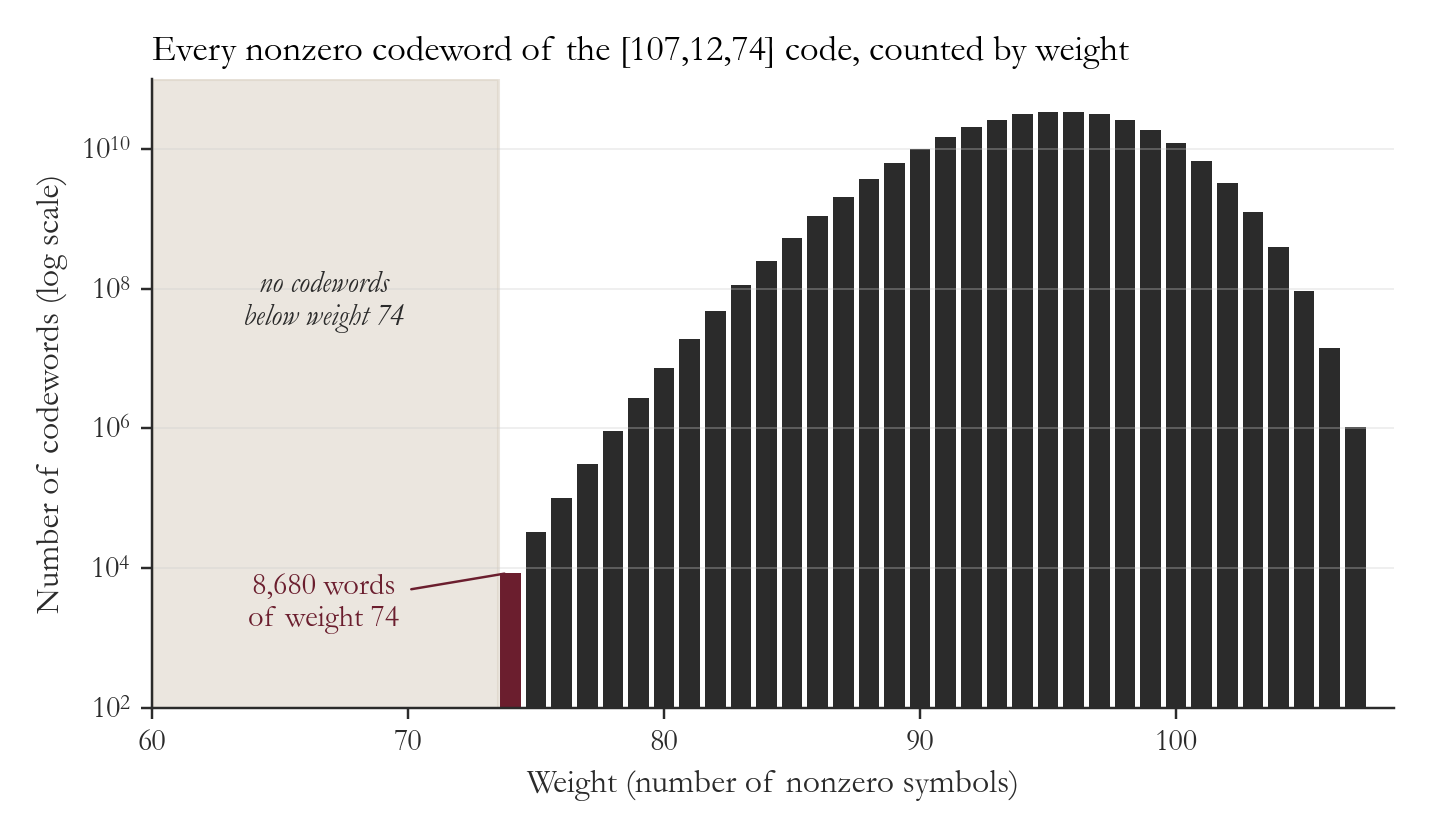 Every nonzero codeword of the [107,12,74] code, counted by weight
Number of codewords (log scale)
10¹⁰
10⁸
10⁶
10⁴
10²
no codewords
below weight 74
8,680 words
of weight 74
60 70 80 90 100
Weight (number of nonzero symbols)